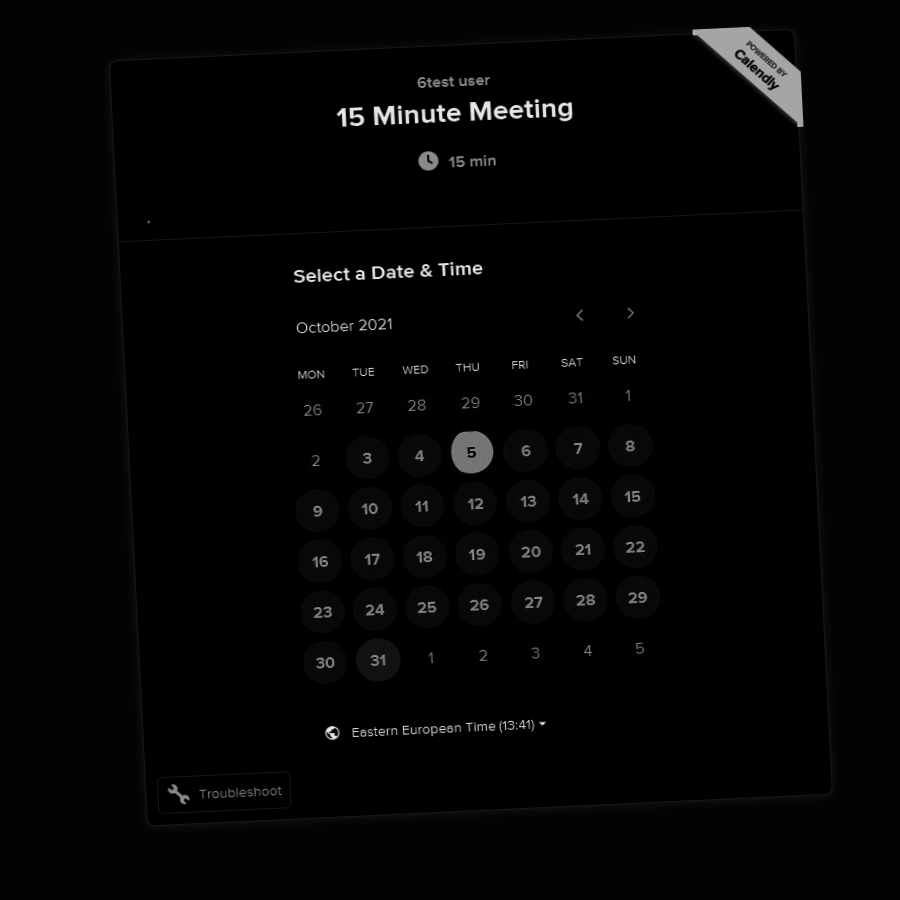 POWERED BY
Calendly
6test user
15 Minute Meeting
15 min
Select a Date & Time
October 2021
MON TUE WED THU FRI SAT SUN
26 27 28 29 30 31 1
2 3 4 5 6 7 8
9 10 11 12 13 14 15
16 17 18 19 20 21 22
23 24 25 26 27 28 29
30 31 1 2 3 4 5
Eastern European Time (13:41)
Troubleshoot